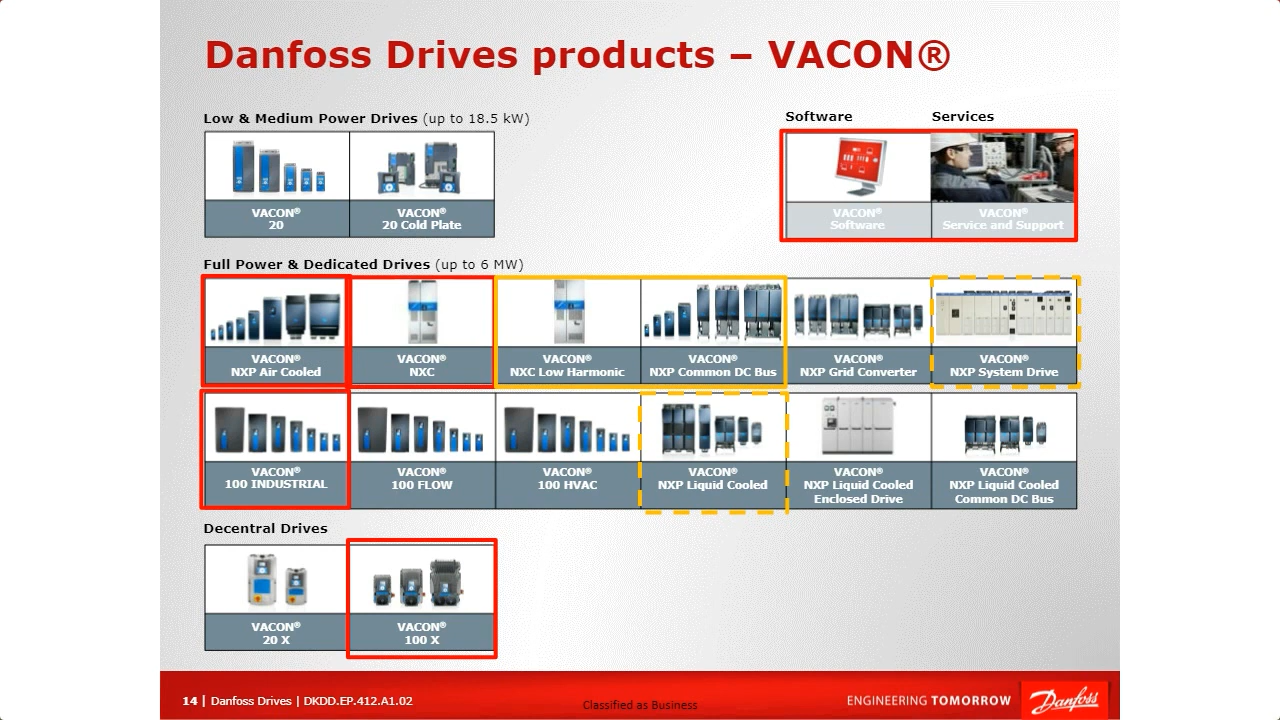 Danfoss Drives products – VACON®
Low & Medium Power Drives (up to 18.5 kW)
Software
Services
VACON®
20
VACON®
20 Cold Plate
VACON®
Software
VACON®
Service and Support
Full Power & Dedicated Drives (up to 6 MW)
VACON®
NXP Air Cooled
VACON®
NXC
VACON®
NXC Low Harmonic
VACON®
NXP Common DC Bus
VACON®
NXP Grid Converter
VACON®
NXP System Drive
VACON®
100 INDUSTRIAL
VACON®
100 FLOW
VACON®
100 HVAC
VACON®
NXP Liquid Cooled
VACON®
NXP Liquid Cooled
Enclosed Drive
VACON®
NXP Liquid Cooled
Common DC Bus
Decentral Drives
VACON®
20 X
VACON®
100 X
14 | Danfoss Drives | DKDD.EP.412.A1.02
Classified as Business
ENGINEERING TOMORROW
Danfoss